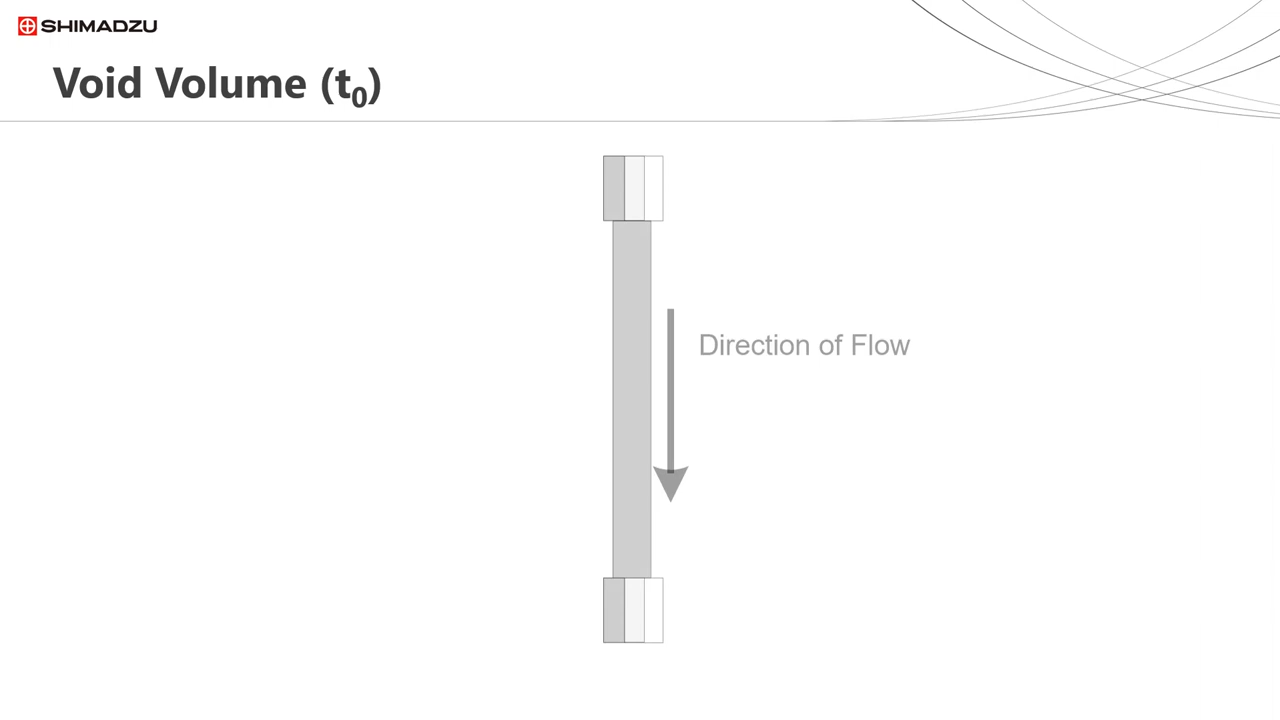 SHIMADZU
Void Volume (t₀)
Direction of Flow